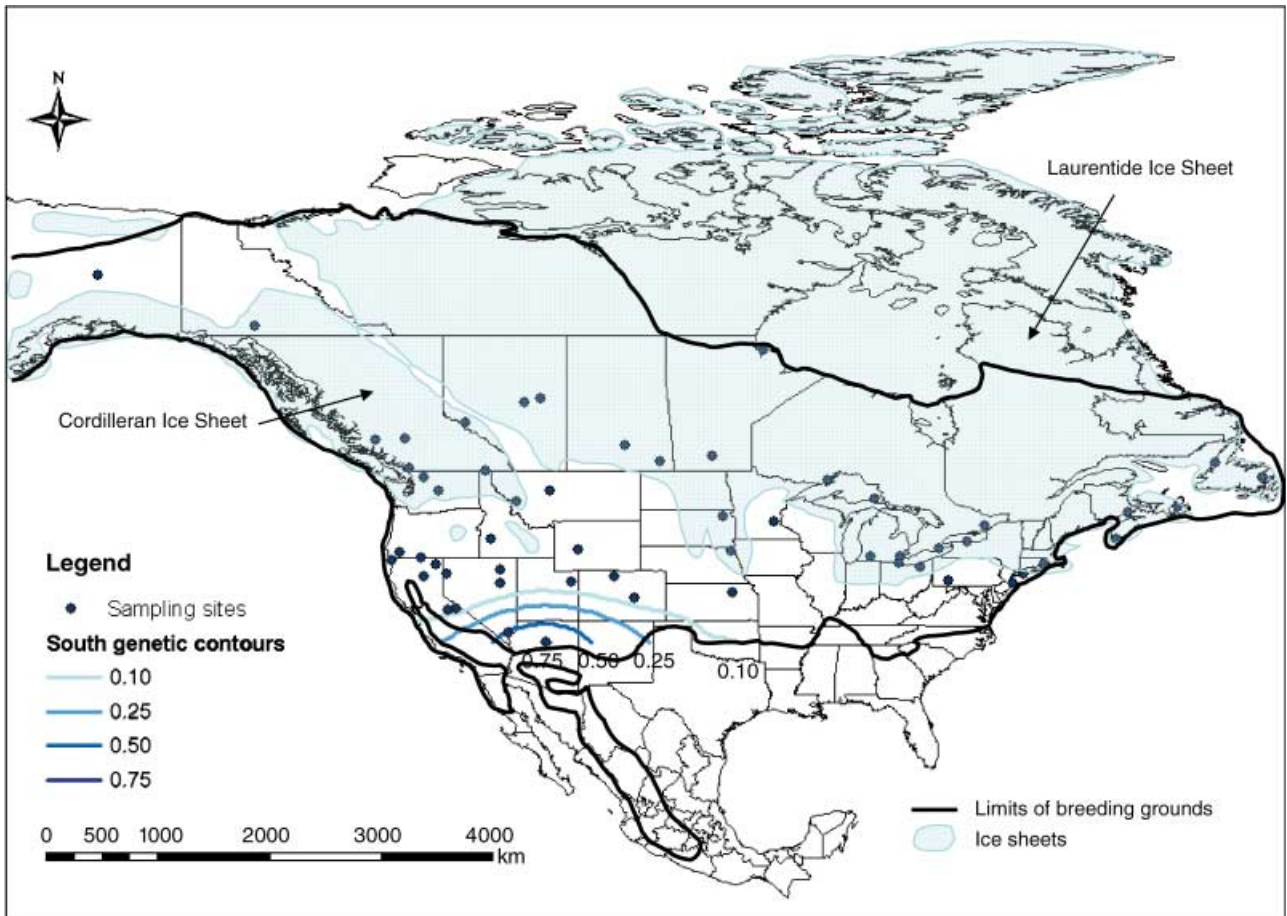 N
Laurentide Ice Sheet
Cordilleran Ice Sheet
Legend
Sampling sites
South genetic contours
0.10
0.25
0.50
0.75
0.75 0.50 0.25 0.10
0 500 1000 2000 3000 4000
km
Limits of breeding grounds
Ice sheets